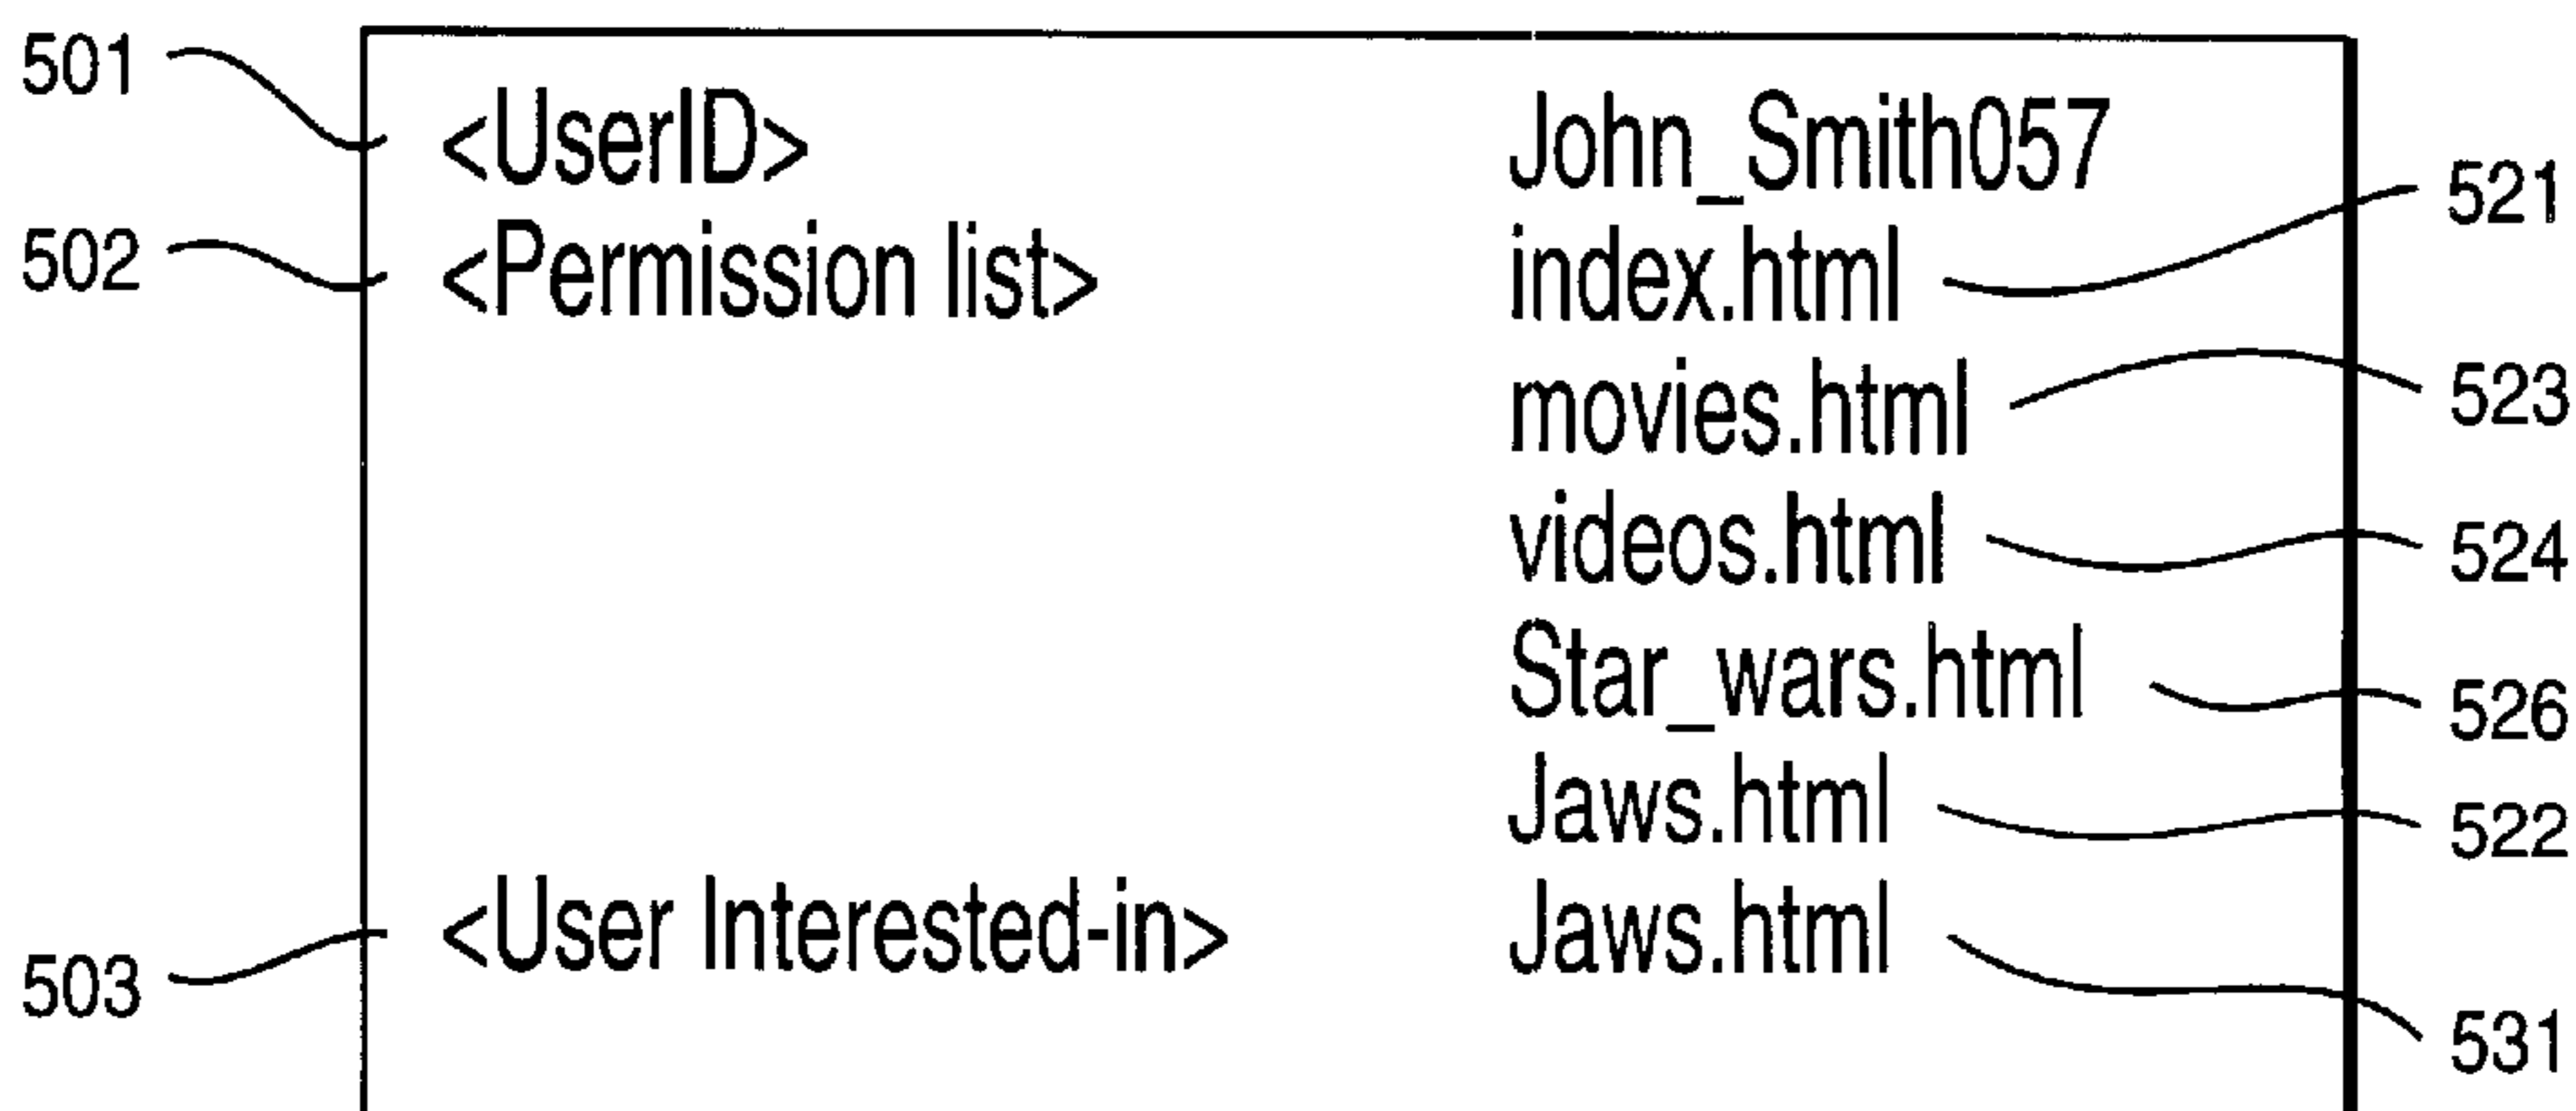 501 <UserID> John_Smith057
521
502 <Permission list> index.html
movies.html 523
videos.html 524
Star_wars.html 526
Jaws.html 522
<User Interested-in> Jaws.html
503
531